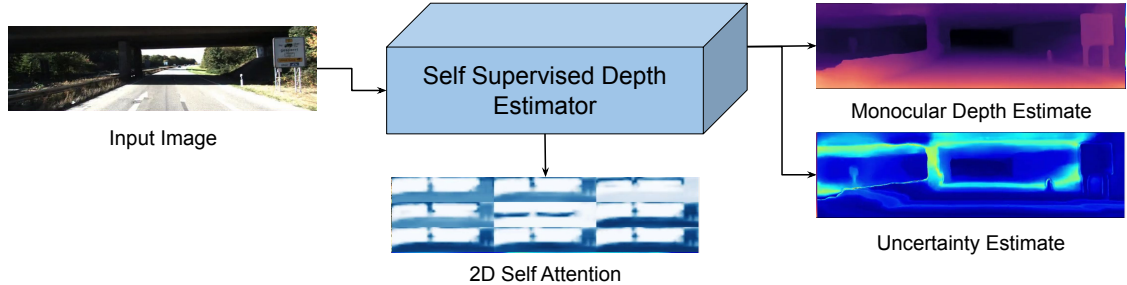 Self Supervised Depth
Estimator
Input Image
Monocular Depth Estimate
2D Self Attention
Uncertainty Estimate